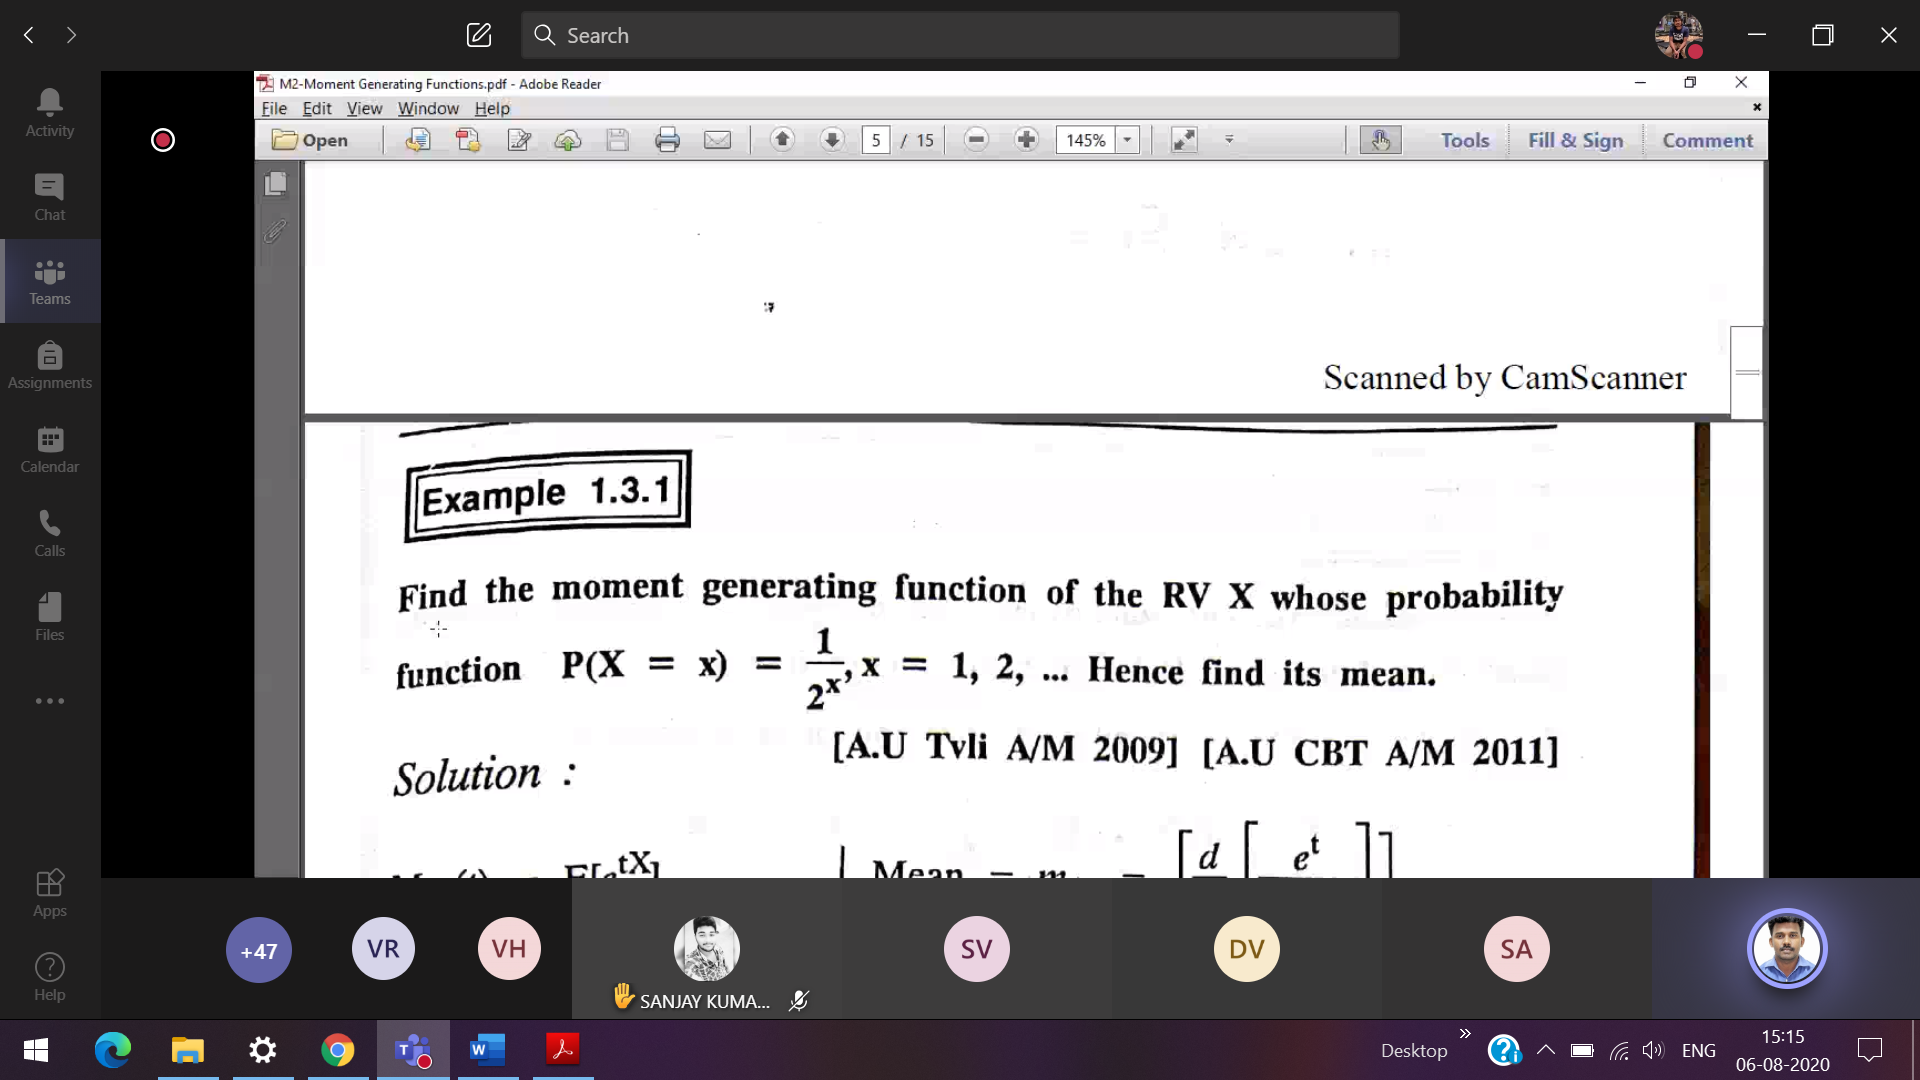 Search
M2-Moment Generating Functions.pdf - Adobe Reader
File Edit View Window Help
Open 5 / 15 145% Tools Fill & Sign Comment
Activity
Chat
Teams
Assignments
Calendar
Calls
Files
Apps
Help
Scanned by CamScanner
Example 1.3.1
Find the moment generating function of the RV X whose probability
function P(X = x) = 1/2^x, x = 1, 2, ... Hence find its mean.
[A.U Tvli A/M 2009] [A.U CBT A/M 2011]
Solution :
E[e^tX] Mean = [d [e^t ]]
+47 VR VH SV DV SA
SANJAY KUMA...
Desktop ENG 15:15
06-08-2020